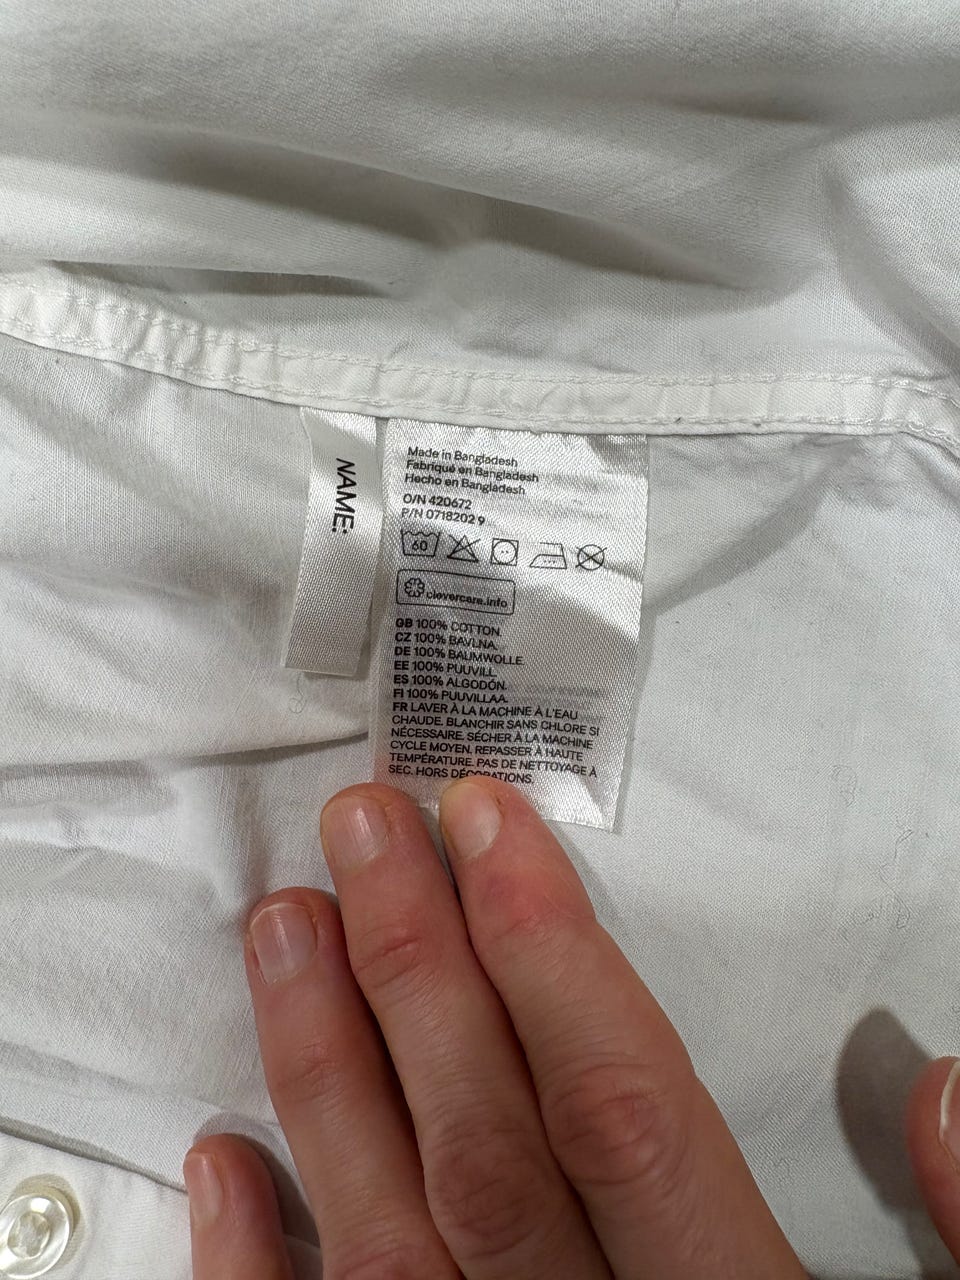 NAME:
Made in Bangladesh
Fabriqué en Bangladesh
Hecho en Bangladesh
O/N 420672
P/N 0718202 9
60
clevercare.info
GB 100% COTTON.
CZ 100% BAVLNA.
DE 100% BAUMWOLLE.
EE 100% PUUVILL.
ES 100% ALGODÓN.
FI 100% PUUVILLAA.
FR LAVER À LA MACHINE À L'EAU
CHAUDE. BLANCHIR SANS CHLORE SI
NÉCESSAIRE. SÉCHER À LA MACHINE
CYCLE MOYEN. REPASSER À HAUTE
TEMPÉRATURE. PAS DE NETTOYAGE À
SEC. HORS DÉCORATIONS.